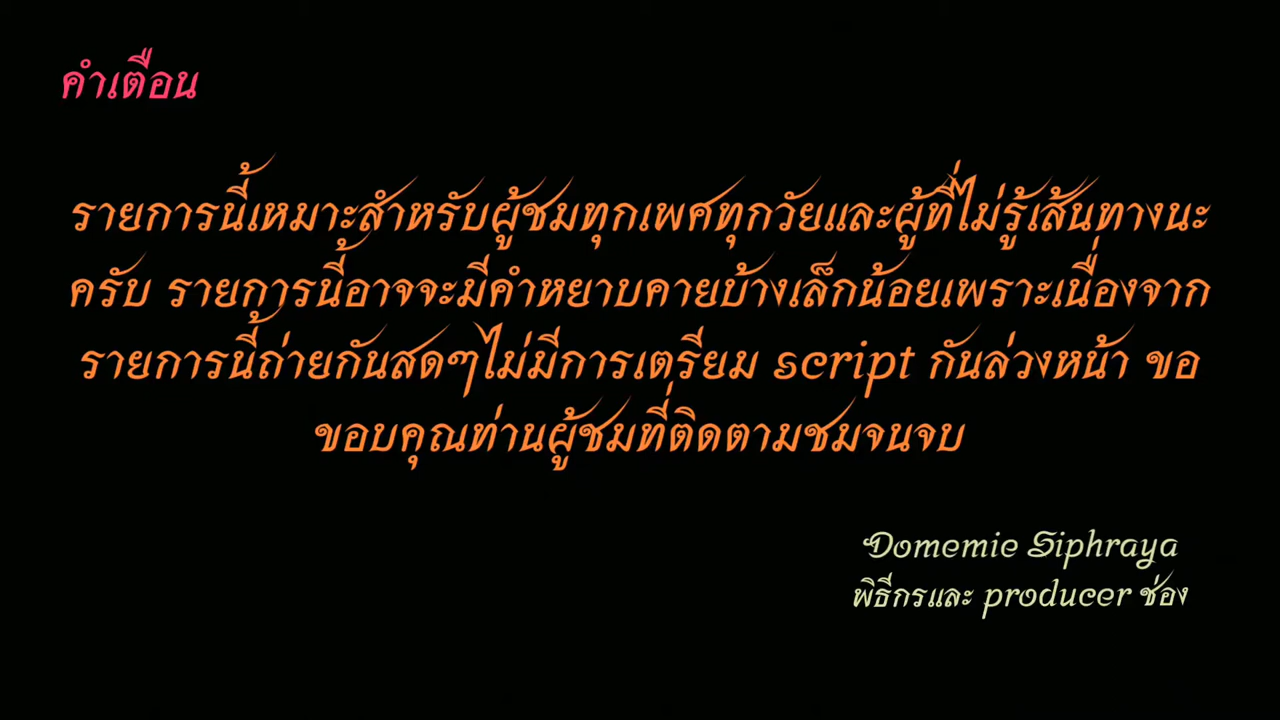 คำเตือน
รายการนี้เหมาะสำหรับผู้ชมทุกเพศทุกวัยและผู้ที่ไม่รู้เส้นทางนะ
ครับ รายการนี้อาจจะมีคำหยาบคายบ้างเล็กน้อยเพราะเนื่องจาก
รายการนี้ถ่ายกันสดๆไม่มีการเตรียม script กันล่วงหน้า ขอ
ขอบคุณท่านผู้ชมที่ติดตามชมจนจบ
Domemie Siphraya
พิธีกรและ producer ช่อง